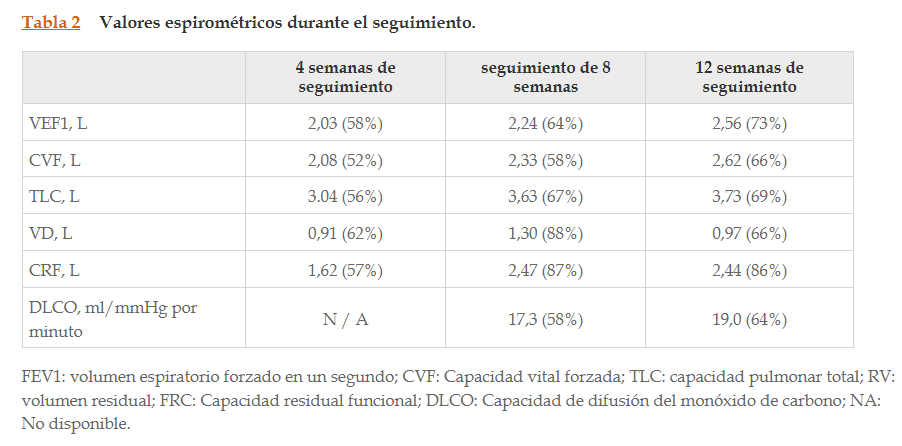 Tabla 2 Valores espirométricos durante el seguimiento.
4 semanas de seguimiento seguimiento de 8 semanas 12 semanas de seguimiento
VEF1, L 2,03 (58%) 2,24 (64%) 2,56 (73%)
CVF, L 2,08 (52%) 2,33 (58%) 2,62 (66%)
TLC, L 3.04 (56%) 3,63 (67%) 3,73 (69%)
VD, L 0,91 (62%) 1,30 (88%) 0,97 (66%)
CRF, L 1,62 (57%) 2,47 (87%) 2,44 (86%)
DLCO, ml/mmHg por minuto N / A 17,3 (58%) 19,0 (64%)
FEV1: volumen espiratorio forzado en un segundo; CVF: Capacidad vital forzada; TLC: capacidad pulmonar total; RV:
volumen residual; FRC: Capacidad residual funcional; DLCO: Capacidad de difusión del monóxido de carbono; NA:
No disponible.